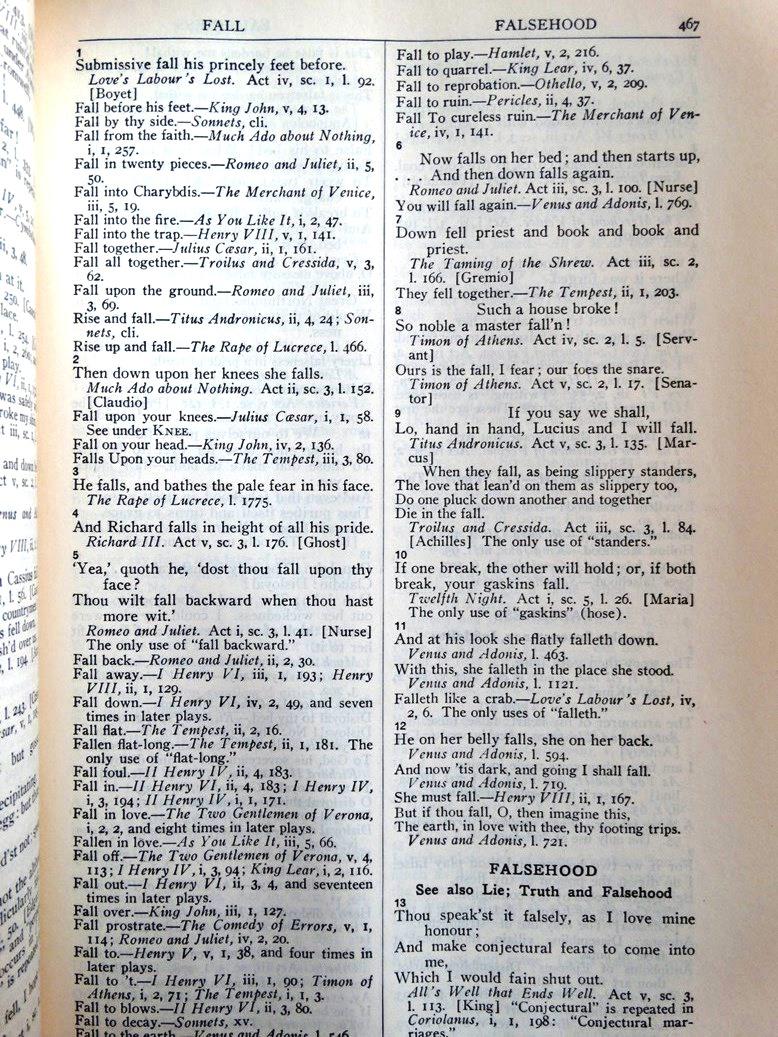 FALL
FALSEHOOD
467
1
Submissive fall his princely feet before.
Love's Labour's Lost. Act iv, sc. 1, l. 92.
[Boyet]
Fall before his feet.—King John, v, 4, 13.
Fall by thy side.—Sonnets, cli.
Fall from the faith.—Much Ado about Nothing,
i, 1, 257.
Fall in twenty pieces.—Romeo and Juliet, ii, 5,
50.
Fall into Charybdis.—The Merchant of Venice,
iii, 5, 19.
Fall into the fire.—As You Like It, i, 2, 47.
Fall into the trap.—Henry VIII, v, 1, 141.
Fall together.—Julius Cæsar, ii, 1, 161.
Fall all together.—Troilus and Cressida, v, 3,
62.
Fall upon the ground.—Romeo and Juliet, iii,
3, 69.
Rise and fall.—Titus Andronicus, ii, 4, 24; Son-
nets, cli.
Rise up and fall.—The Rape of Lucrece, l. 466.
2
Then down upon her knees she falls.
Much Ado about Nothing. Act ii, sc. 3, l. 152.
[Claudio]
Fall upon your knees.—Julius Cæsar, i, 1, 58.
See under KNEE.
Fall on your head.—King John, iv, 2, 136.
Falls Upon your heads.—The Tempest, iii, 3, 80.
3
He falls, and bathes the pale fear in his face.
The Rape of Lucrece, l. 1775.
4
And Richard falls in height of all his pride.
Richard III. Act v, sc. 3, l. 176. [Ghost]
5
'Yea,' quoth he, 'dost thou fall upon thy
face?
Thou wilt fall backward when thou hast
more wit.'
Romeo and Juliet. Act i, sc. 3, l. 41. [Nurse]
The only use of "fall backward."
Fall back.—Romeo and Juliet, ii, 2, 30.
Fall away.—I Henry VI, iii, 1, 193; Henry
VIII, ii, 1, 129.
Fall down.—I Henry VI, iv, 2, 49, and seven
times in later plays.
Fall flat.—The Tempest, ii, 2, 16.
Fallen flat-long.—The Tempest, ii, 1, 181. The
only use of "flat-long."
Fall foul.—II Henry IV, ii, 4, 183.
Fall in.—II Henry VI, ii, 4, 183; I Henry IV,
i, 3, 194; II Henry IV, i, 1, 171.
Fall in love.—The Two Gentlemen of Verona,
i, 2, 2, and eight times in later plays.
Fallen in love.—As You Like It, iii, 5, 66.
Fall off.—The Two Gentlemen of Verona, v, 4,
113; I Henry IV, i, 3, 94; King Lear, i, 2, 116.
Fall out.—I Henry VI, ii, 3, 4, and seventeen
times in later plays.
Fall over.—King John, iii, 1, 127.
Fall prostrate.—The Comedy of Errors, v, 1,
114; Romeo and Juliet, iv, 2, 20.
Fall to.—Henry V, v, 1, 38, and four times in
later plays.
Fall to 't.—I Henry VI, iii, 1, 90; Timon of
Athens, i, 2, 71; The Tempest, i, 1, 3.
Fall to blows.—II Henry VI, ii, 3, 80.
Fall to decay.—Sonnets, xv.
Fall to the earth.—Venus and Adonis, l. 546.
Fall to play.—Hamlet, v, 2, 216.
Fall to quarrel.—King Lear, iv, 6, 37.
Fall to reprobation.—Othello, v, 2, 209.
Fall to ruin.—Pericles, ii, 4, 37.
Fall To cureless ruin.—The Merchant of Ven-
ice, iv, 1, 141.
6
Now falls on her bed; and then starts up,
. . . And then down falls again.
Romeo and Juliet. Act iii, sc. 3, l. 100. [Nurse]
You will fall again.—Venus and Adonis, l. 769.
7
Down fell priest and book and book and
priest.
The Taming of the Shrew. Act iii, sc. 2,
l. 166. [Gremio]
They fell together.—The Tempest, ii, 1, 203.
8 Such a house broke!
So noble a master fall'n!
Timon of Athens. Act iv, sc. 2, l. 5. [Serv-
ant]
Ours is the fall, I fear; our foes the snare.
Timon of Athens. Act v, sc. 2, l. 17. [Sena-
tor]
9 If you say we shall,
Lo, hand in hand, Lucius and I will fall.
Titus Andronicus. Act v, sc. 3, l. 135. [Mar-
cus]
When they fall, as being slippery standers,
The love that lean'd on them as slippery too,
Do one pluck down another and together
Die in the fall.
Troilus and Cressida. Act iii, sc. 3, l. 84.
[Achilles] The only use of "standers."
10
If one break, the other will hold; or, if both
break, your gaskins fall.
Twelfth Night. Act i, sc. 5, l. 26. [Maria]
The only use of "gaskins" (hose).
11
And at his look she flatly falleth down.
Venus and Adonis, l. 463.
With this, she falleth in the place she stood.
Venus and Adonis, l. 1121.
Falleth like a crab.—Love's Labour's Lost, iv,
2, 6. The only uses of "falleth."
12
He on her belly falls, she on her back.
Venus and Adonis, l. 594.
And now 'tis dark, and going I shall fall.
Venus and Adonis, l. 719.
She must fall.—Henry VIII, ii, 1, 167.
But if thou fall, O, then imagine this,
The earth, in love with thee, thy footing trips.
Venus and Adonis, l. 721.
FALSEHOOD
See also Lie; Truth and Falsehood
13
Thou speak'st it falsely, as I love mine
honour;
And make conjectural fears to come into
me,
Which I would fain shut out.
All's Well that Ends Well. Act v, sc. 3,
l. 113. [King] "Conjectural" is repeated in
Coriolanus, i, 1, 198: "Conjectural mar-
riages."